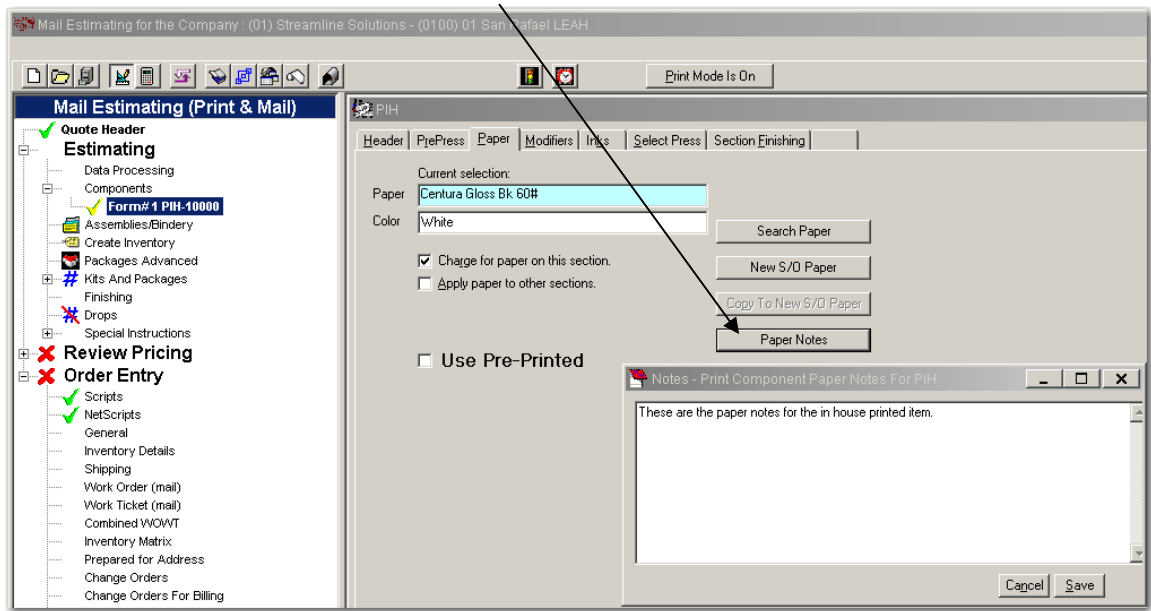 Mail Estimating for the Company : (01) Streamline Solutions - (0100) 01 San Rafael LEAH
Print Mode Is On
Mail Estimating (Print & Mail)
Quote Header
Estimating
Data Processing
Components
Form# 1 PIH-10000
Assemblies/Bindery
Create Inventory
Packages Advanced
Kits And Packages
Finishing
Drops
Special Instructions
Review Pricing
Order Entry
Scripts
NetScripts
General
Inventory Details
Shipping
Work Order (mail)
Work Ticket (mail)
Combined WOWT
Inventory Matrix
Prepared for Address
Change Orders
Change Orders For Billing
PIH
Header PrePress Paper Modifiers Inks Select Press Section Finishing
Current selection:
Paper Centura Gloss Bk 60#
Color White
Search Paper
Charge for paper on this section.
New S/O Paper
Apply paper to other sections.
Copy To New S/O Paper
Paper Notes
Use Pre-Printed
Notes - Print Component Paper Notes For PIH
These are the paper notes for the in house printed item.
Cancel Save